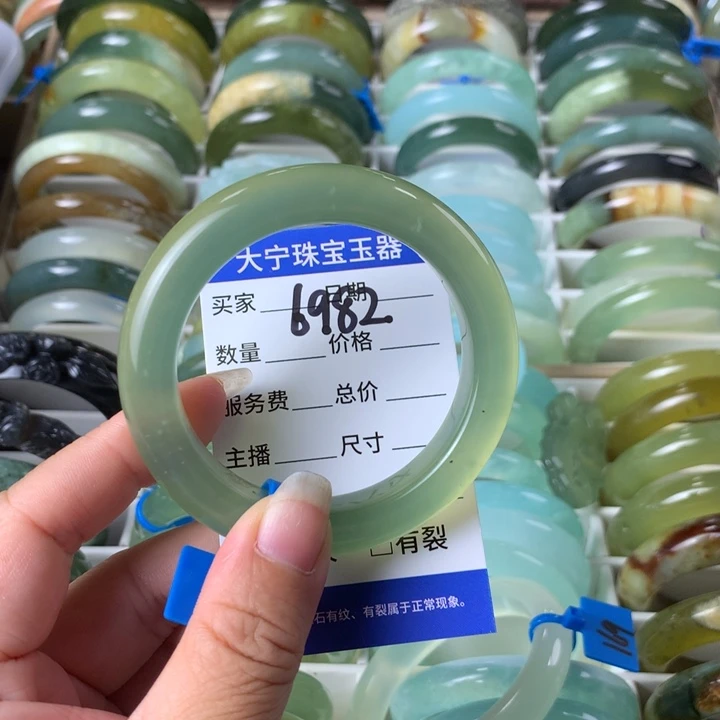 大宁珠宝玉器
买家 日期
6982
数量 价格
服务费 总价
主播 尺寸
□有裂
石有纹、有裂属于正常现象。
169